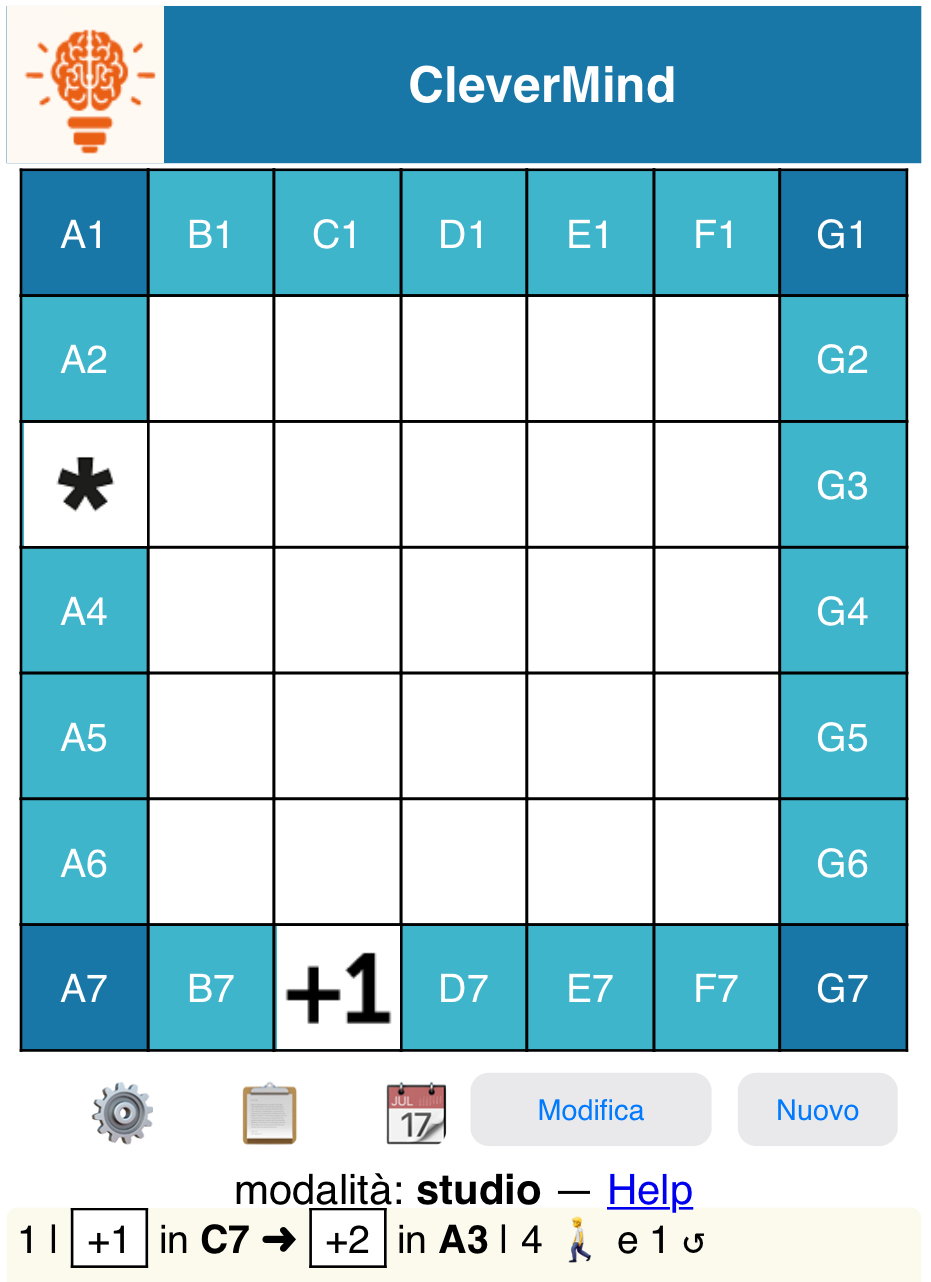 CleverMind
A1 B1 C1 D1 E1 F1 G1
A2 G2
* G3
A4 G4
A5 G5
A6 G6
A7 B7 +1 D7 E7 F7 G7
JUL 17 Modifica Nuovo
modalità: studio — Help
1 | +1 in C7 ➜ +2 in A3 | 4 🚶 e 1 ↺